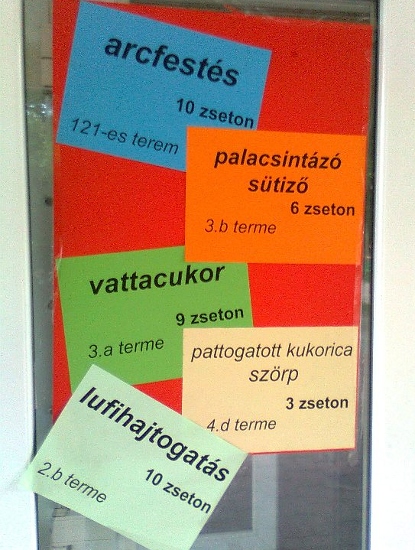 arcfestés
10 zseton
121-es terem
palacsintázó
sütiző
6 zseton
3.b terme
vattacukor
9 zseton
3.a terme
pattogatott kukorica
szörp
3 zseton
4.d terme
lufihajtogatás
10 zseton
2.b terme